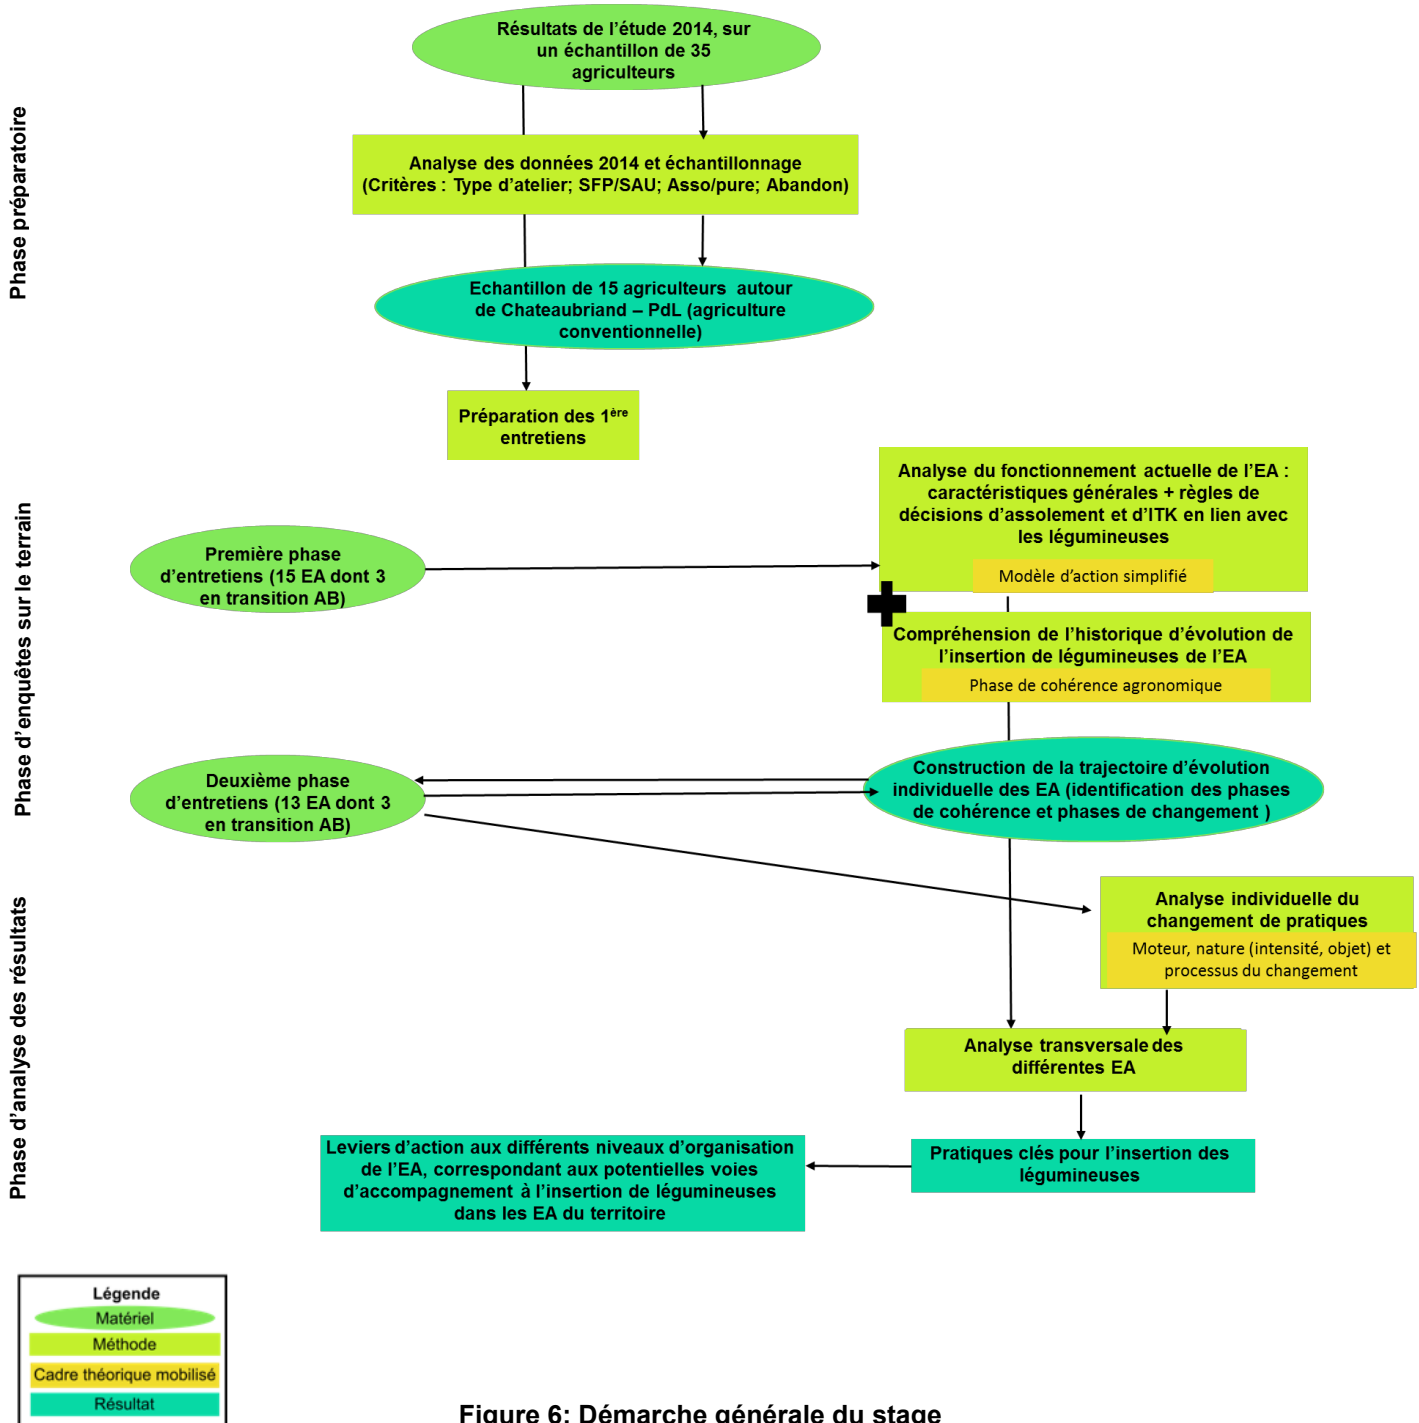 Phase préparatoire
Résultats de l'étude 2014, sur
un échantillon de 35
agriculteurs
Analyse des données 2014 et échantillonnage
(Critères : Type d'atelier; SFP/SAU; Asso/pure; Abandon)
Echantillon de 15 agriculteurs autour
de Chateaubriand – PdL (agriculture
conventionnelle)
Préparation des 1ère
entretiens
Phase d'enquêtes sur le terrain
Première phase
d'entretiens (15 EA dont 3
en transition AB)
Analyse du fonctionnement actuelle de l'EA :
caractéristiques générales + règles de
décisions d'assolement et d'ITK en lien avec
les légumineuses
Modèle d'action simplifié
Compréhension de l'historique d'évolution de
l'insertion de légumineuses de l'EA
Phase de cohérence agronomique
Deuxième phase
d'entretiens (13 EA dont 3
en transition AB)
Construction de la trajectoire d'évolution
individuelle des EA (identification des phases
de cohérence et phases de changement )
Phase d'analyse des résultats
Analyse individuelle du
changement de pratiques
Moteur, nature (intensité, objet) et
processus du changement
Analyse transversale des
différentes EA
Pratiques clés pour l'insertion des
légumineuses
Leviers d'action aux différents niveaux d'organisation
de l'EA, correspondant aux potentielles voies
d'accompagnement à l'insertion de légumineuses
dans les EA du territoire
Légende
Matériel
Méthode
Cadre théorique mobilisé
Résultat
Figure 6: Démarche générale du stage